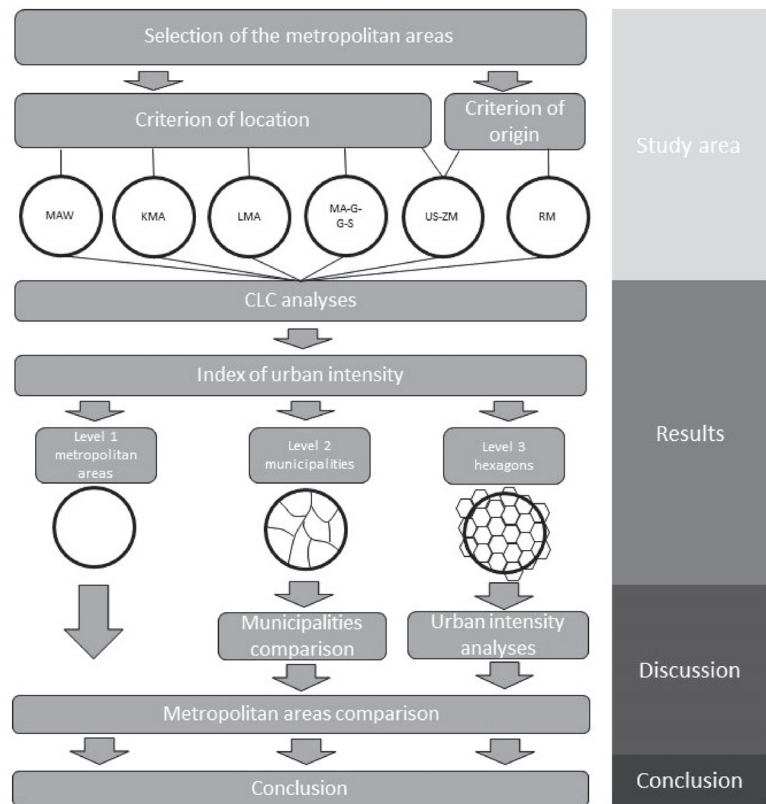 Selection of the metropolitan areas
Criterion of location
Criterion of
origin
Study area
MAW
KMA
LMA
MA-G-
G-S
US-ZM
RM
CLC analyses
Index of urban intensity
Results
Level 1
metropolitan
areas
Level 2
municipalities
Level 3
hexagons
Municipalities
comparison
Urban intensity
analyses
Discussion
Metropolitan areas comparison
Conclusion
Conclusion